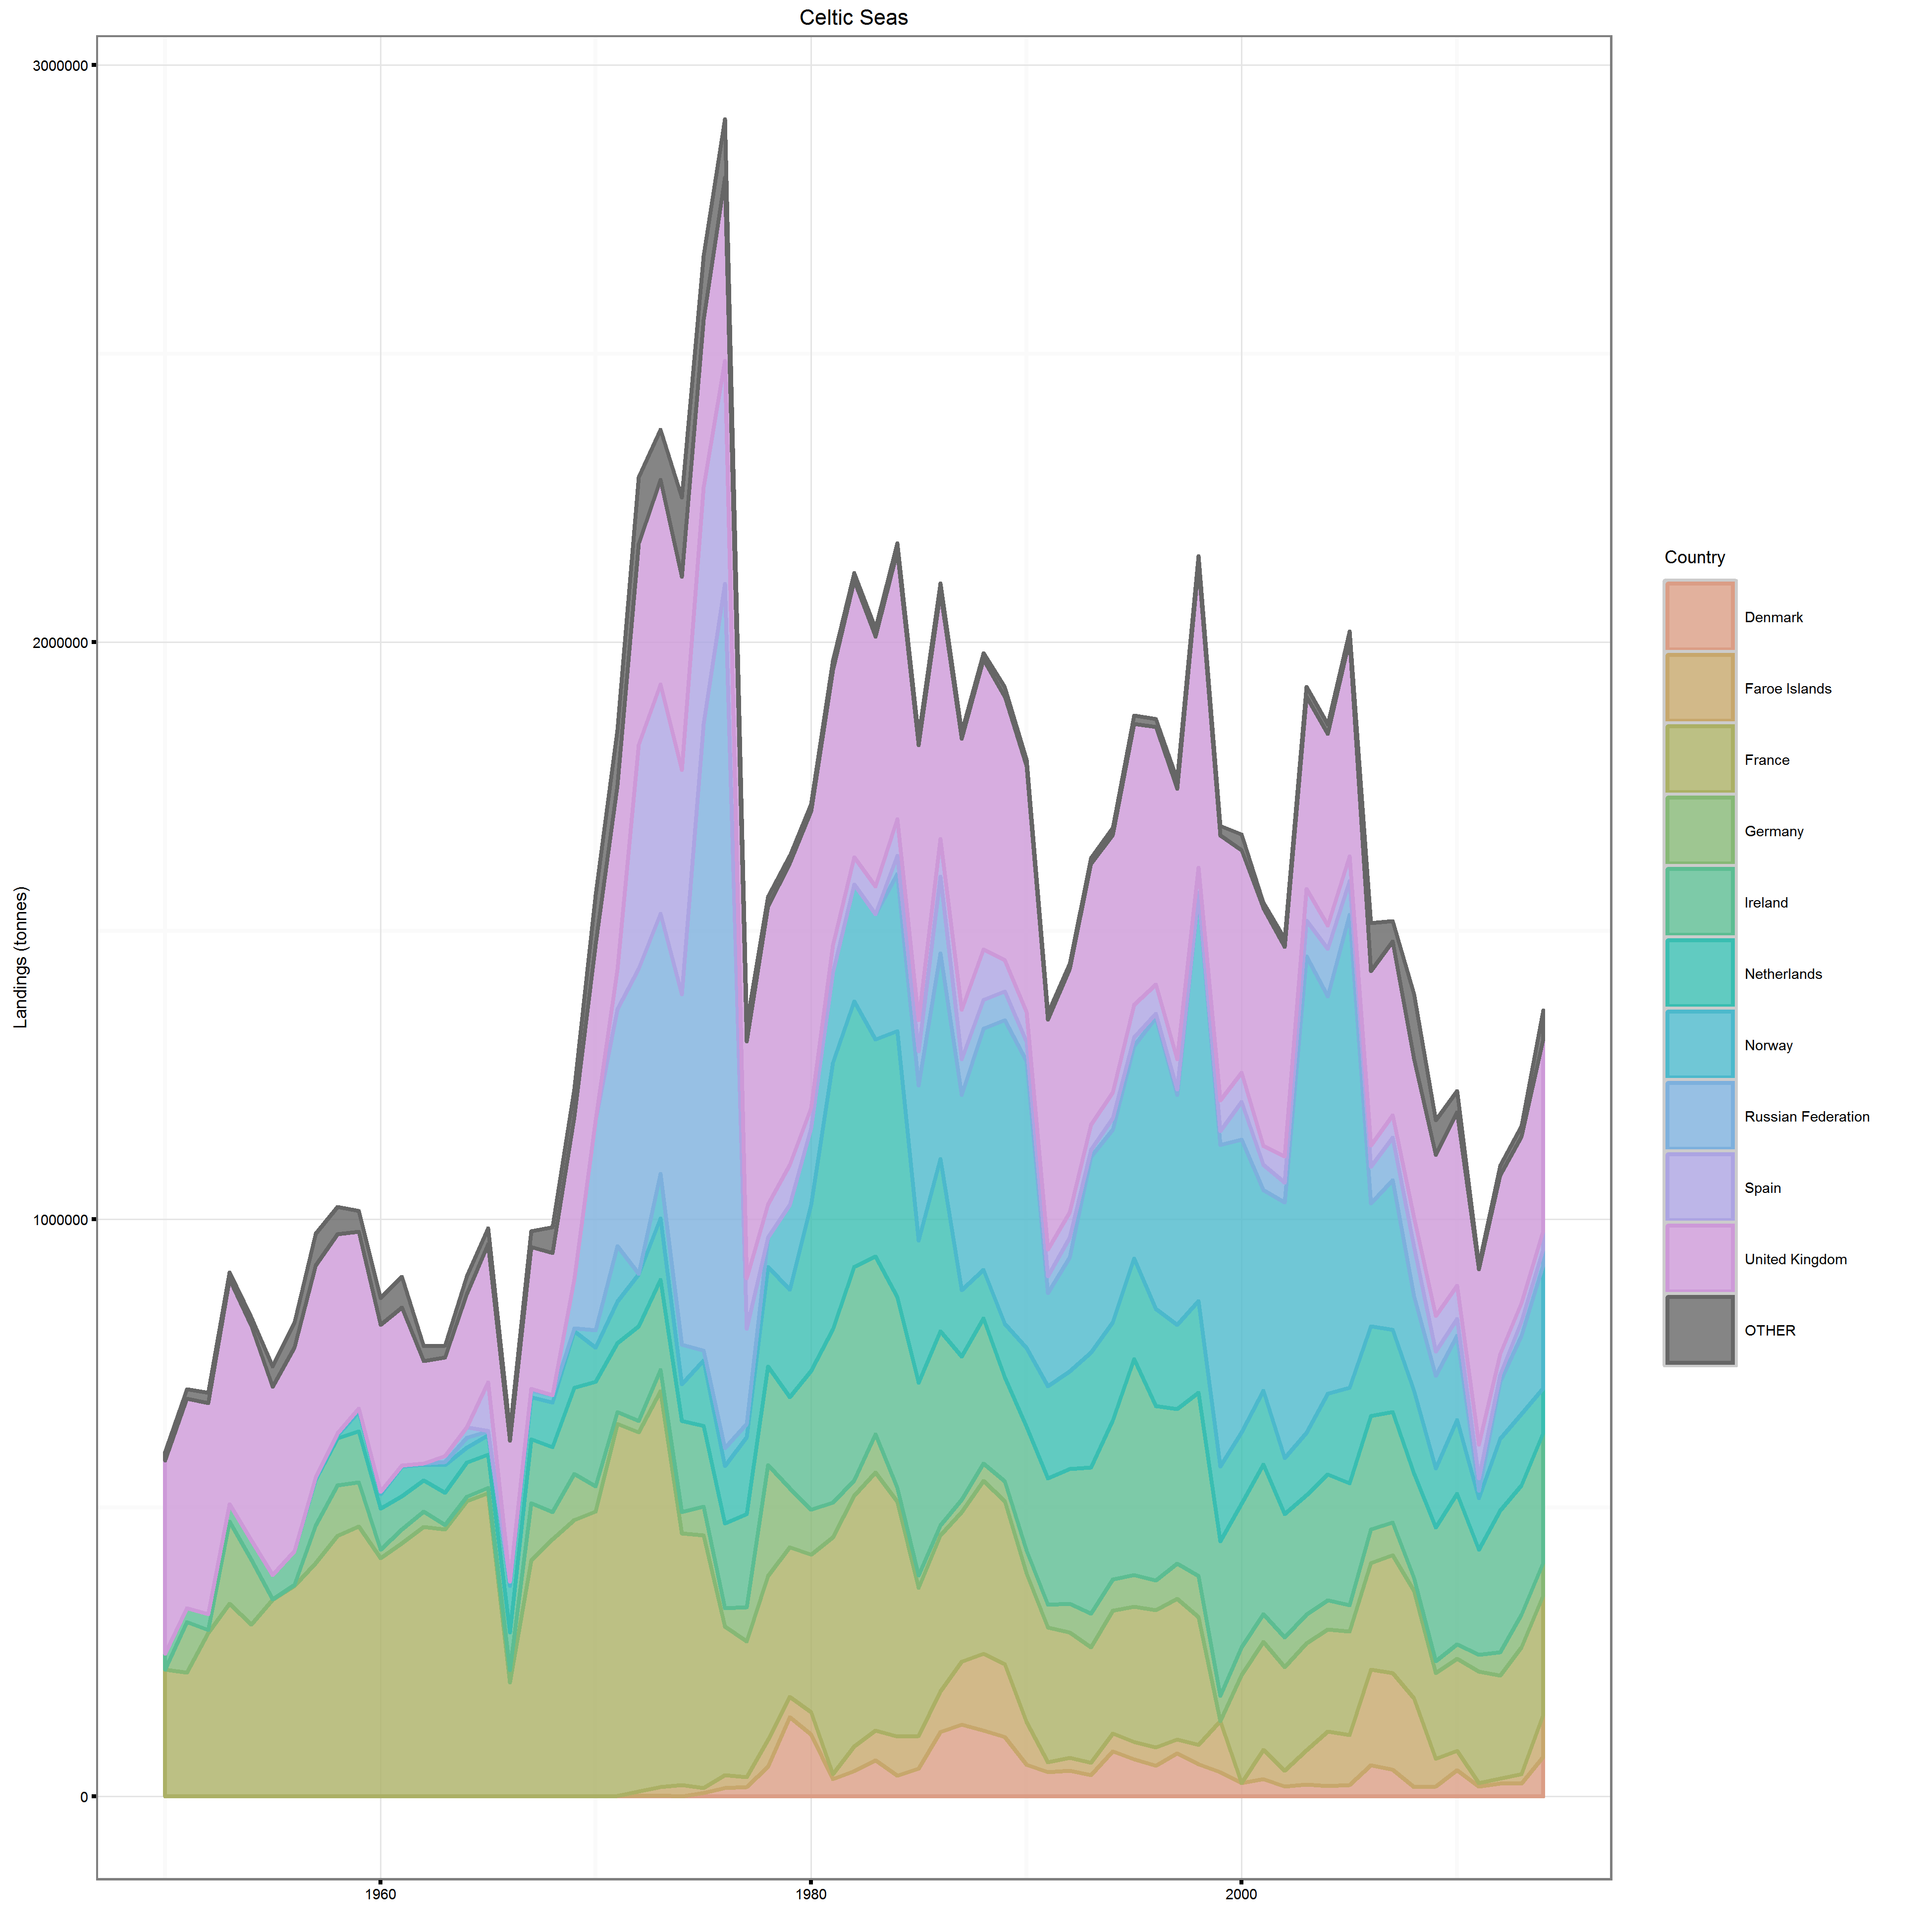 Celtic Seas
3000000
2000000
1000000
0
Landings (tonnes)
1960
1980
2000
Country
Denmark
Faroe Islands
France
Germany
Ireland
Netherlands
Norway
Russian Federation
Spain
United Kingdom
OTHER